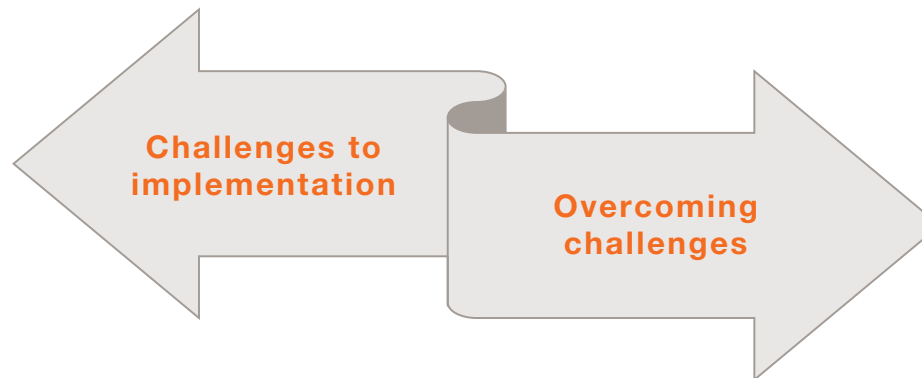 Challenges to
implementation
Overcoming
challenges